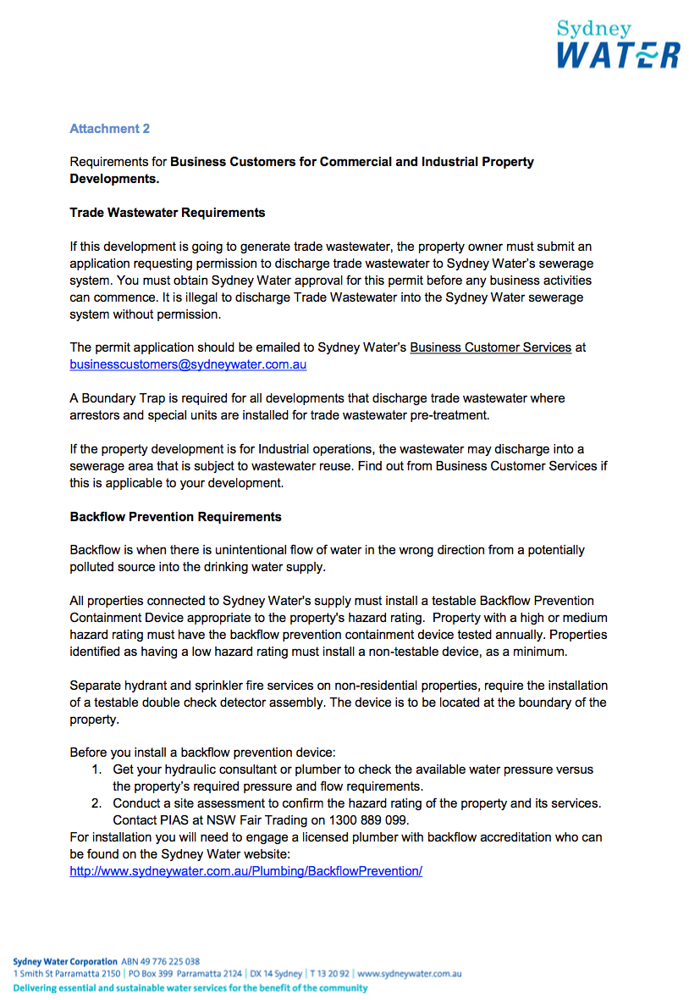 Sydney
WATER
Attachment 2
Requirements for Business Customers for Commercial and Industrial Property
Developments.
Trade Wastewater Requirements
If this development is going to generate trade wastewater, the property owner must submit an
application requesting permission to discharge trade wastewater to Sydney Water's sewerage
system. You must obtain Sydney Water approval for this permit before any business activities
can commence. It is illegal to discharge Trade Wastewater into the Sydney Water sewerage
system without permission.
The permit application should be emailed to Sydney Water's Business Customer Services at
businesscustomers@sydneywater.com.au
A Boundary Trap is required for all developments that discharge trade wastewater where
arrestors and special units are installed for trade wastewater pre-treatment.
If the property development is for Industrial operations, the wastewater may discharge into a
sewerage area that is subject to wastewater reuse. Find out from Business Customer Services if
this is applicable to your development.
Backflow Prevention Requirements
Backflow is when there is unintentional flow of water in the wrong direction from a potentially
polluted source into the drinking water supply.
All properties connected to Sydney Water's supply must install a testable Backflow Prevention
Containment Device appropriate to the property's hazard rating.  Property with a high or medium
hazard rating must have the backflow prevention containment device tested annually. Properties
identified as having a low hazard rating must install a non-testable device, as a minimum.
Separate hydrant and sprinkler fire services on non-residential properties, require the installation
of a testable double check detector assembly. The device is to be located at the boundary of the
property.
Before you install a backflow prevention device:
1. Get your hydraulic consultant or plumber to check the available water pressure versus
the property's required pressure and flow requirements.
2. Conduct a site assessment to confirm the hazard rating of the property and its services.
Contact PIAS at NSW Fair Trading on 1300 889 099.
For installation you will need to engage a licensed plumber with backflow accreditation who can
be found on the Sydney Water website:
http://www.sydneywater.com.au/Plumbing/BackflowPrevention/
Sydney Water Corporation ABN 49 776 225 038
1 Smith St Parramatta 2150 | PO Box 399 Parramatta 2124 | DX 14 Sydney | T 13 20 92 | www.sydneywater.com.au
Delivering essential and sustainable water services for the benefit of the community